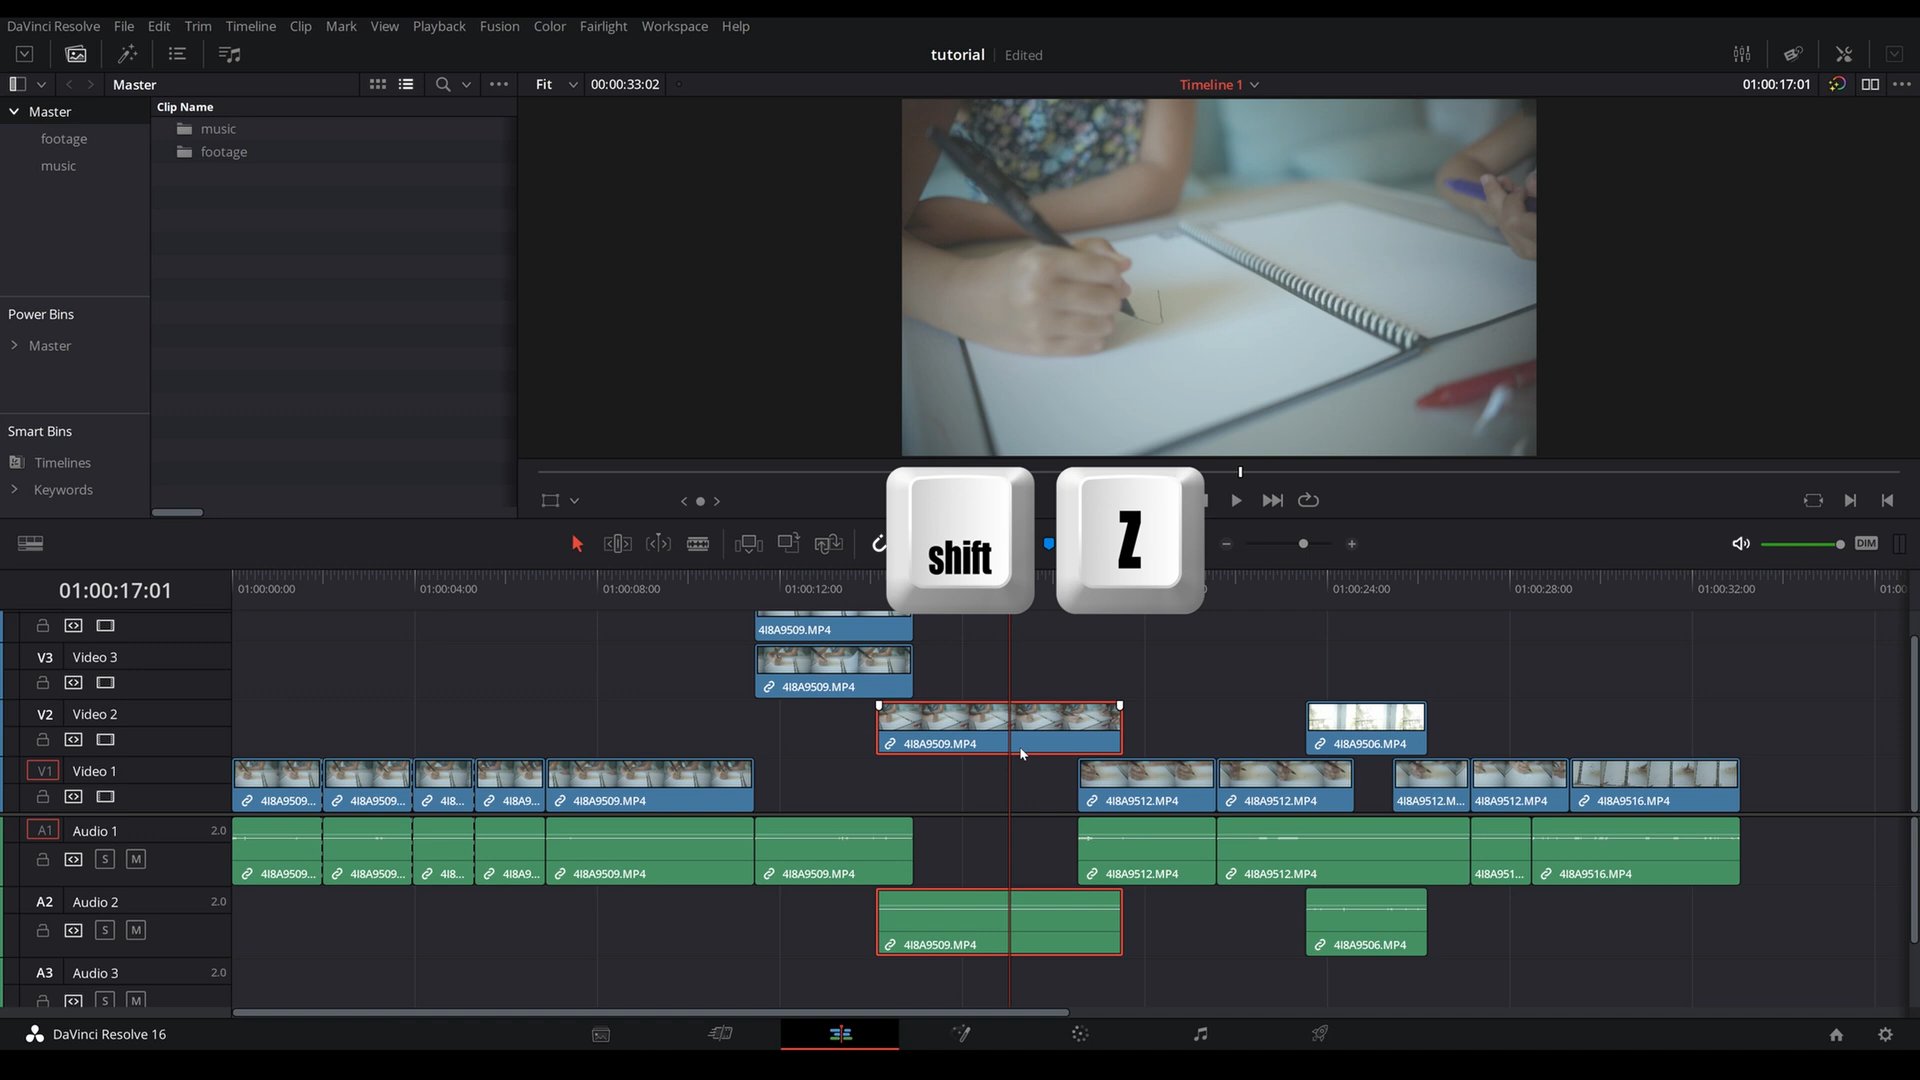 DaVinci Resolve File Edit Trim Timeline Clip Mark View Playback Fusion Color Fairlight Workspace Help
tutorial Edited
Master Fit 00:00:33:02 Timeline 1 01:00:17:01
Master
footage
music
Clip Name
music
footage
Power Bins
Master
Smart Bins
Timelines
Keywords
shift Z
DIM
01:00:17:01
01:00:00:00 01:00:04:00 01:00:08:00 01:00:12:00 01:00:24:00 01:00:28:00 01:00:32:00
4I8A9509.MP4
V3 Video 3
4I8A9509.MP4
V2 Video 2
4I8A9509.MP4 4I8A9506.MP4
V1 Video 1
4I8A9509... 4I8A9509... 4I8... 4I8A9... 4I8A9509.MP4 4I8A9512.MP4 4I8A9512.MP4 4I8A9512.M... 4I8A9512.MP4 4I8A9516.MP4
A1 Audio 1 2.0
S M
4I8A9509... 4I8A9509... 4I8... 4I8A9... 4I8A9509.MP4 4I8A9509.MP4 4I8A9512.MP4 4I8A9512.MP4 4I8A951... 4I8A9516.MP4
A2 Audio 2 2.0
S M
4I8A9509.MP4 4I8A9506.MP4
A3 Audio 3 2.0
S M
DaVinci Resolve 16